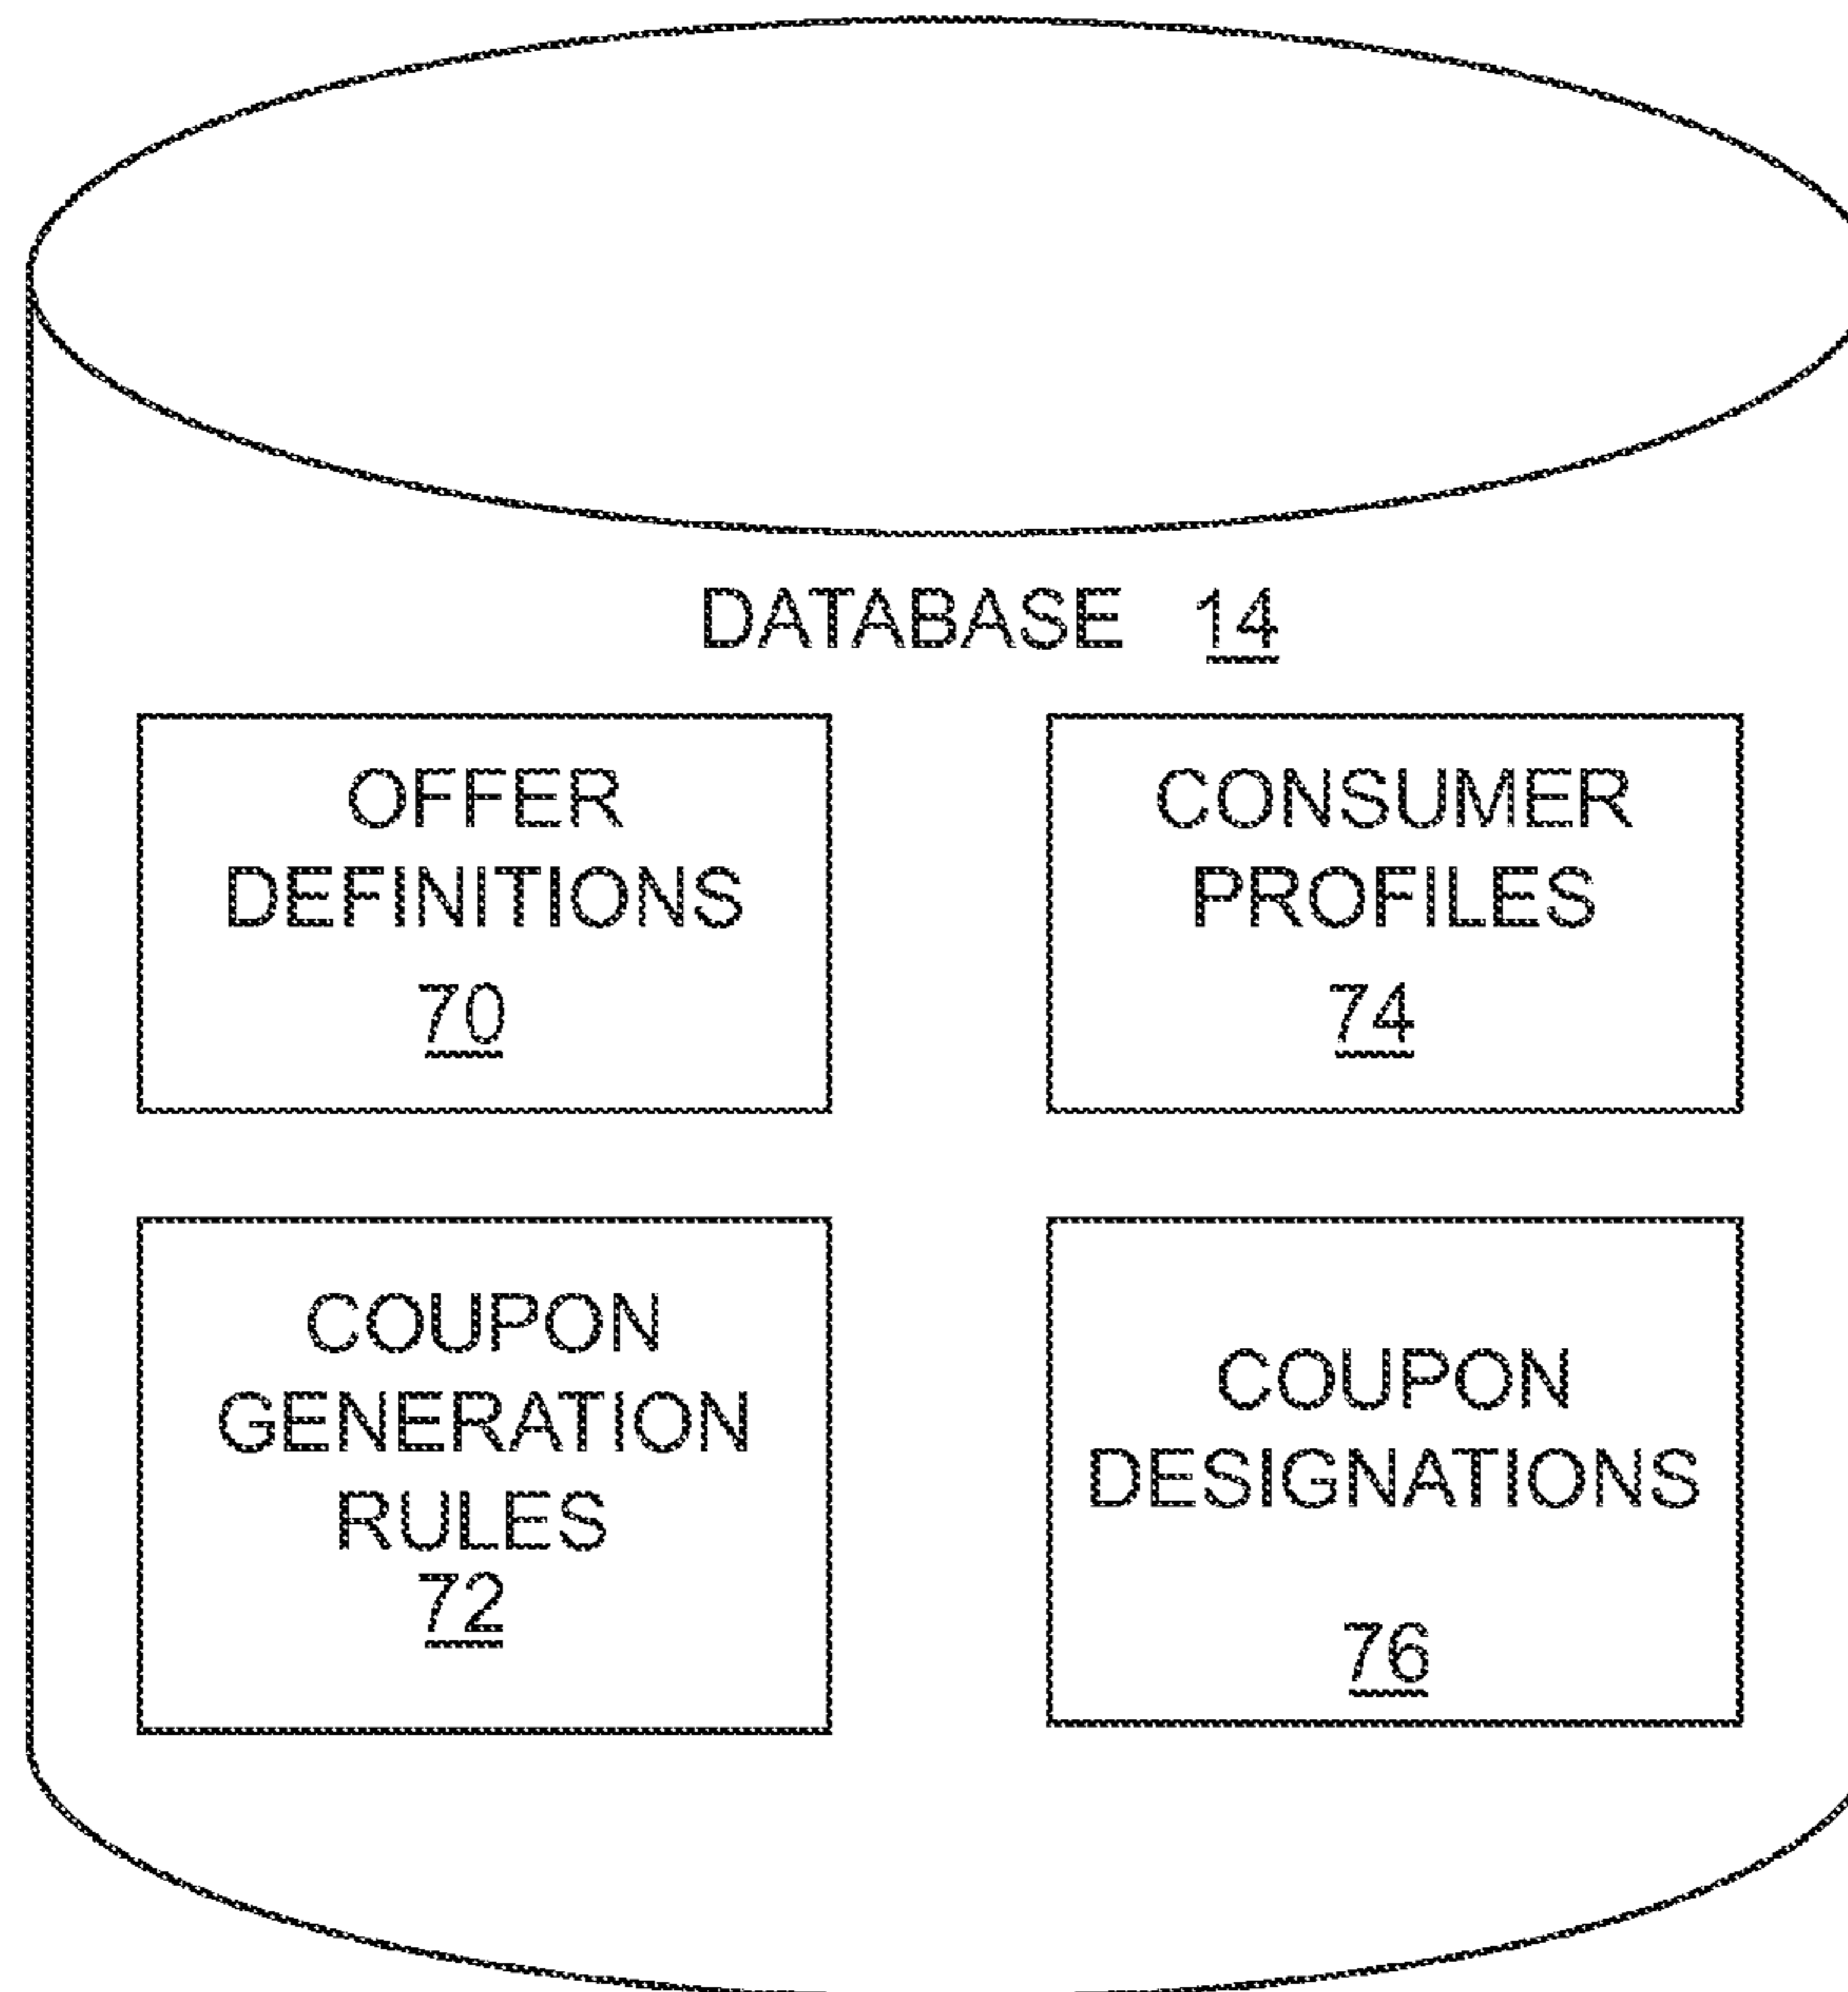 DATABASE 14
OFFER
DEFINITIONS
70
CONSUMER
PROFILES
74
COUPON
GENERATION
RULES
72
COUPON
DESIGNATIONS
76